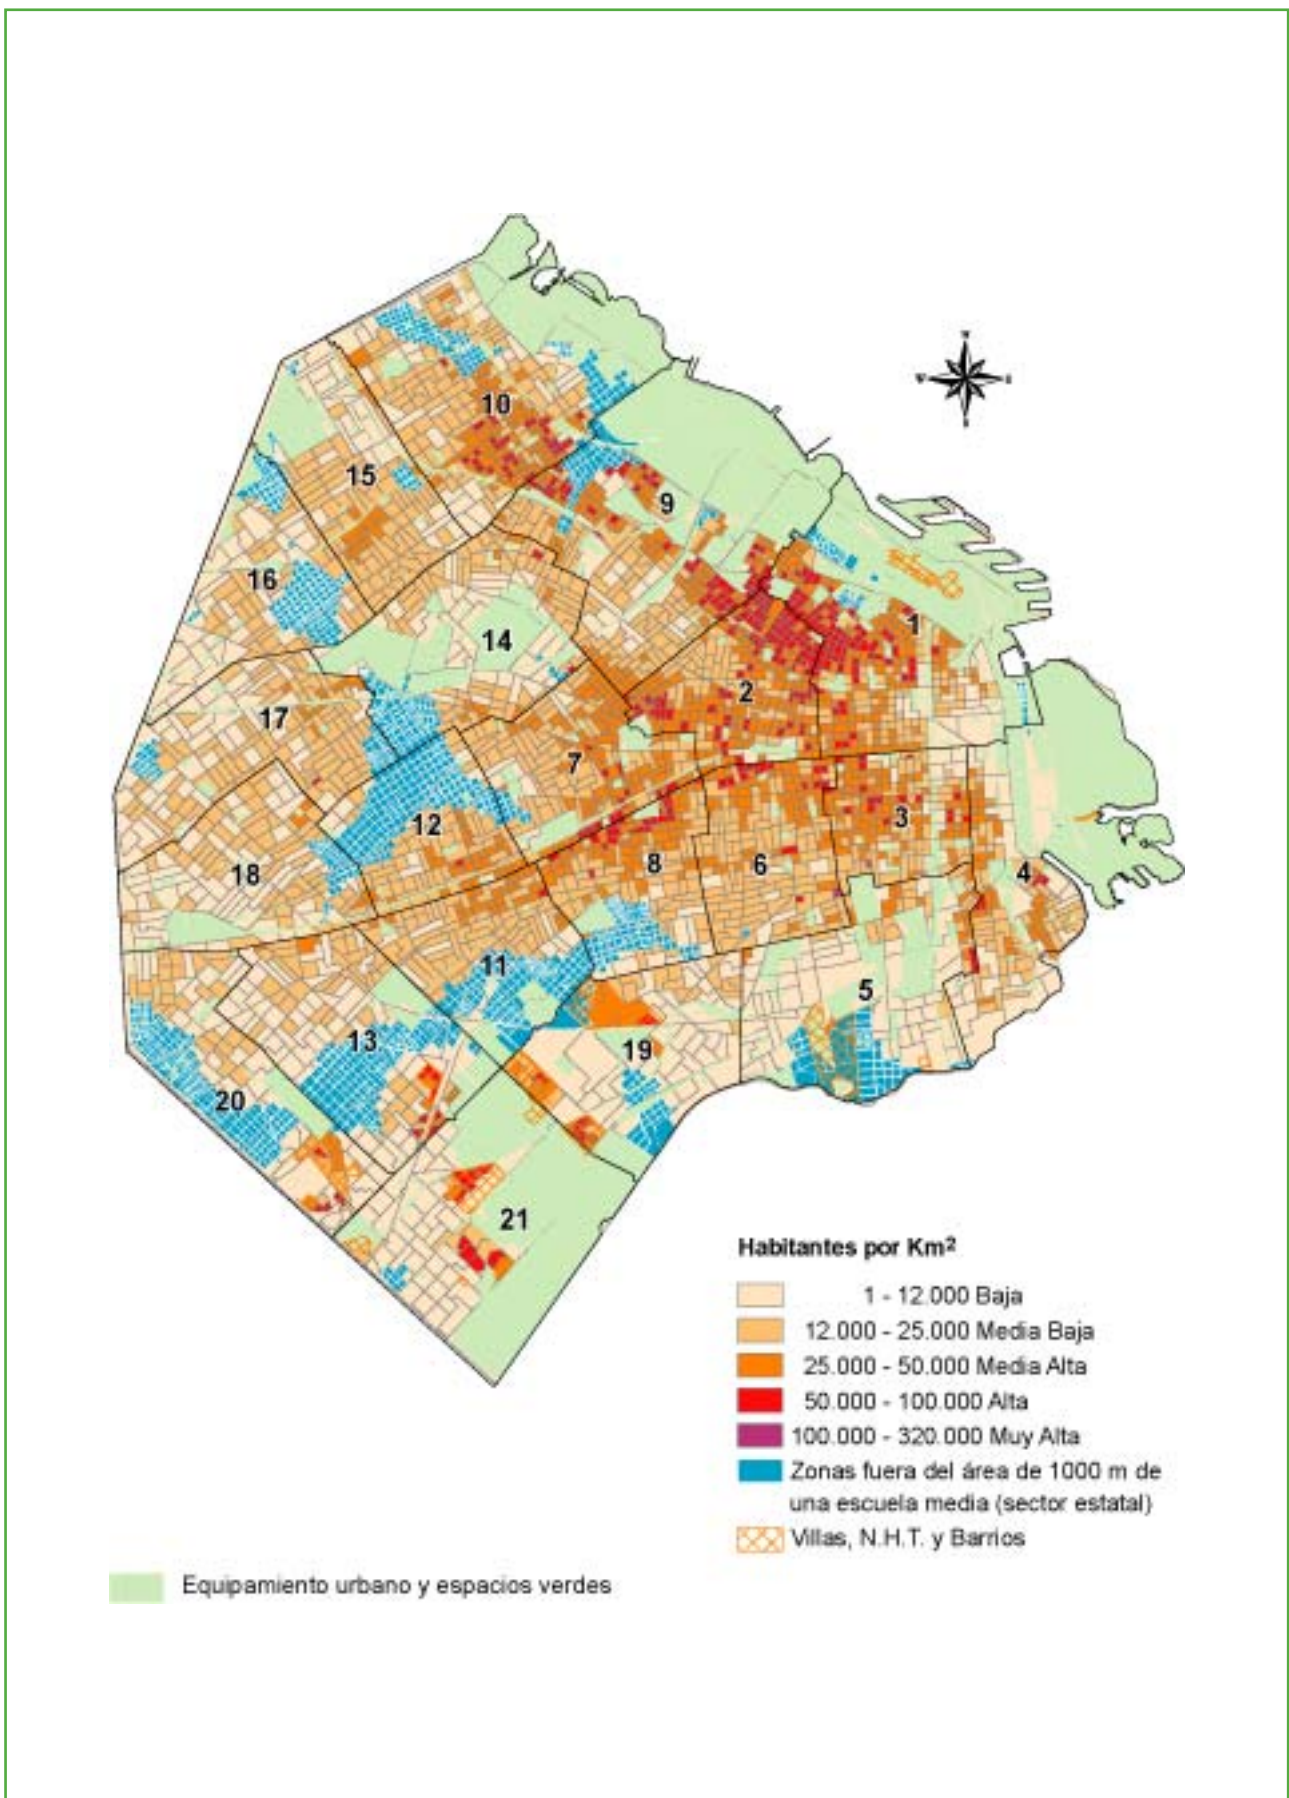 10
15
9
16
1
14
2
17
7
3
12
8
6
4
18
11
5
13
19
20
21
Habitantes por Km²
1 - 12.000 Baja
12.000 - 25.000 Media Baja
25.000 - 50.000 Media Alta
50.000 - 100.000 Alta
100.000 - 320.000 Muy Alta
Zonas fuera del área de 1000 m de
una escuela media (sector estatal)
Villas, N.H.T. y Barrios
Equipamiento urbano y espacios verdes